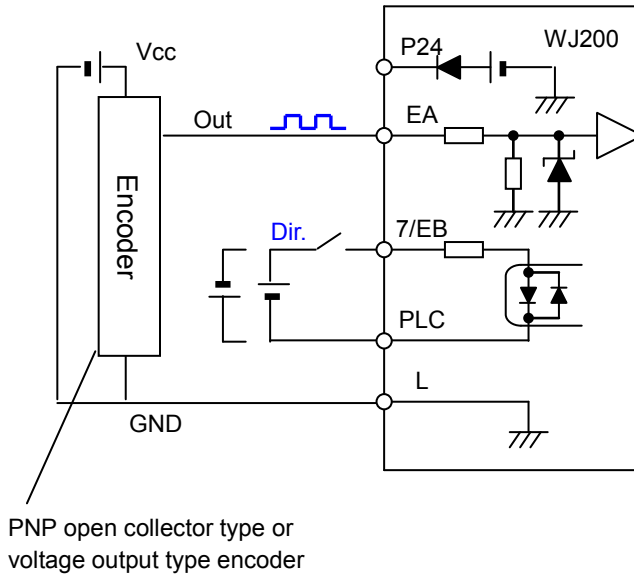 WJ200
P24
Vcc
Out
EA
Encoder
Dir.
7/EB
PLC
L
GND
PNP open collector type or
voltage output type encoder